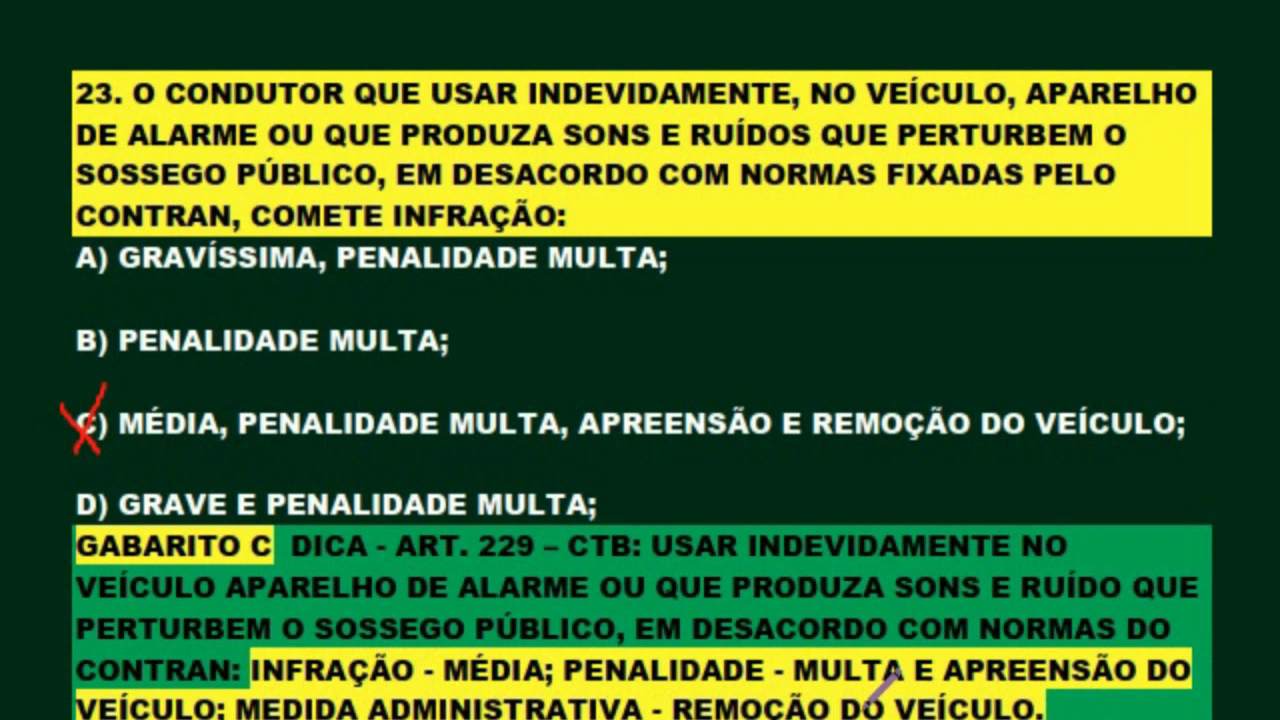 23. O CONDUTOR QUE USAR INDEVIDAMENTE, NO VEÍCULO, APARELHO
DE ALARME OU QUE PRODUZA SONS E RUÍDOS QUE PERTURBEM O
SOSSEGO PÚBLICO, EM DESACORDO COM NORMAS FIXADAS PELO
CONTRAN, COMETE INFRAÇÃO:
A) GRAVÍSSIMA, PENALIDADE MULTA;
B) PENALIDADE MULTA;
C) MÉDIA, PENALIDADE MULTA, APREENSÃO E REMOÇÃO DO VEÍCULO;
D) GRAVE E PENALIDADE MULTA;
GABARITO C DICA - ART. 229 – CTB: USAR INDEVIDAMENTE NO
VEÍCULO APARELHO DE ALARME OU QUE PRODUZA SONS E RUÍDO QUE
PERTURBEM O SOSSEGO PÚBLICO, EM DESACORDO COM NORMAS DO
CONTRAN: INFRAÇÃO - MÉDIA; PENALIDADE - MULTA E APREENSÃO DO
VEÍCULO; MEDIDA ADMINISTRATIVA - REMOÇÃO DO VEÍCULO.